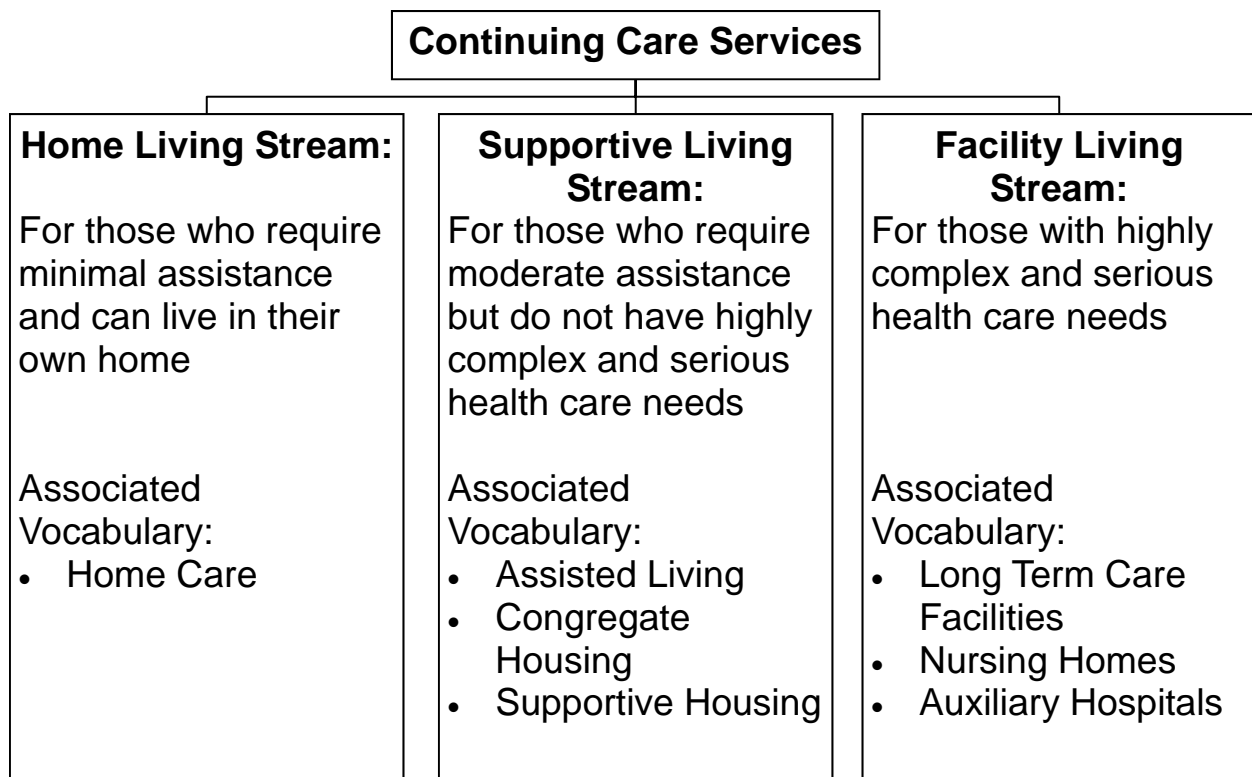 Continuing Care Services
Home Living Stream:
For those who require
minimal assistance
and can live in their
own home
Associated
Vocabulary:
• Home Care
Supportive Living
Stream:
For those who require
moderate assistance
but do not have highly
complex and serious
health care needs
Associated
Vocabulary:
• Assisted Living
• Congregate
Housing
• Supportive Housing
Facility Living
Stream:
For those with highly
complex and serious
health care needs
Associated
Vocabulary:
• Long Term Care
Facilities
• Nursing Homes
• Auxiliary Hospitals